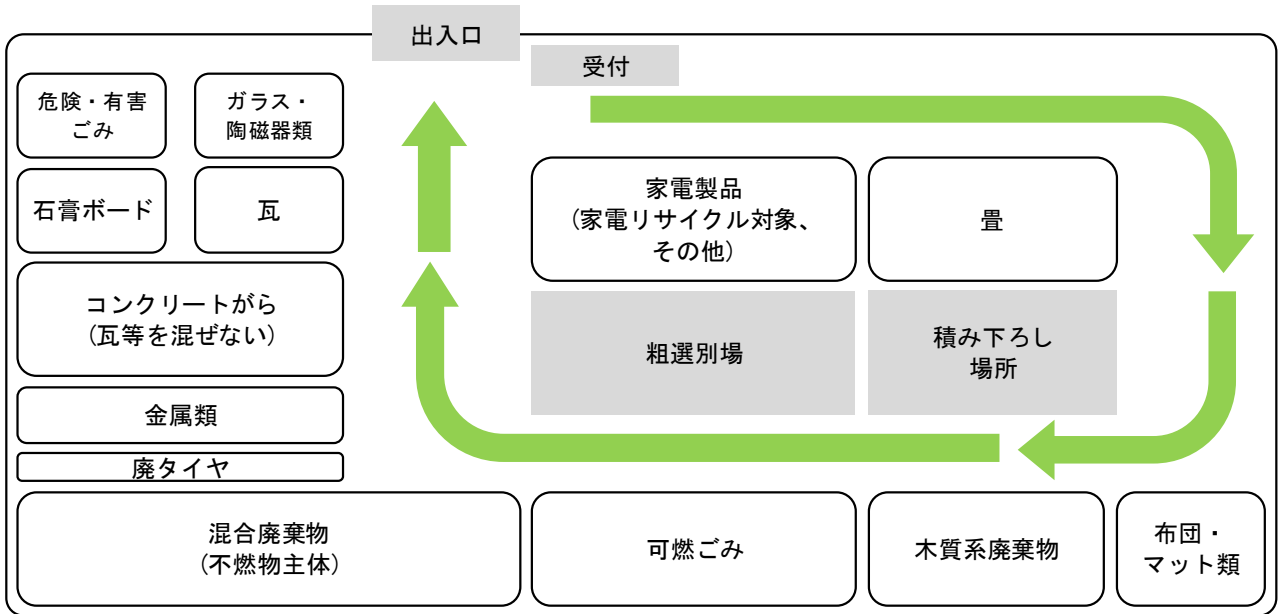 出入口
受付
危険・有害
ごみ
ガラス・
陶磁器類
石膏ボード
瓦
家電製品
(家電リサイクル対象、
その他)
畳
コンクリートがら
(瓦等を混ぜない)
粗選別場
積み下ろし
場所
金属類
廃タイヤ
混合廃棄物
(不燃物主体)
可燃ごみ
木質系廃棄物
布団・
マット類